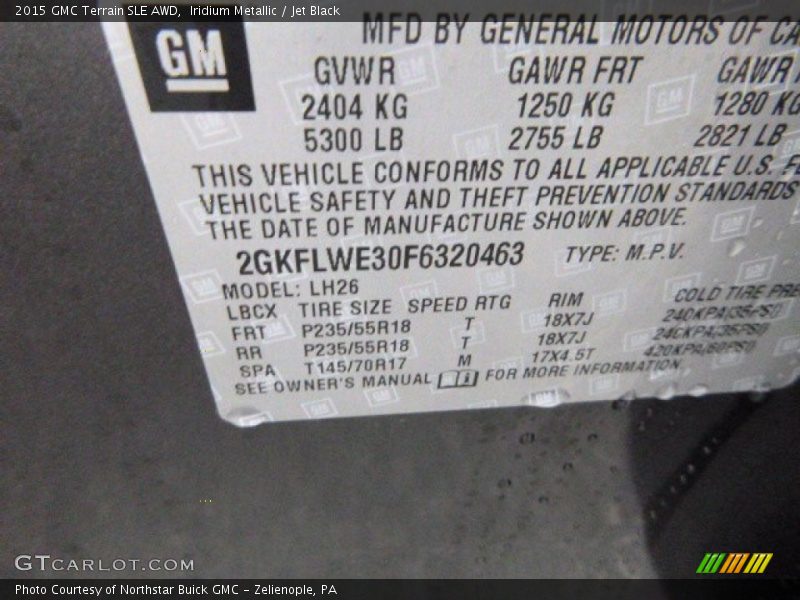 2015 GMC Terrain SLE AWD, Iridium Metallic / Jet Black
GM
MFD BY GENERAL MOTORS OF CA
GVWR GAWR FRT GAWR
2404 KG 1250 KG 1280 KG
5300 LB 2755 LB 2821 LB
THIS VEHICLE CONFORMS TO ALL APPLICABLE U.S. FE
VEHICLE SAFETY AND THEFT PREVENTION STANDARDS
THE DATE OF MANUFACTURE SHOWN ABOVE.
2GKFLWE30F6320463 TYPE: M.P.V.
MODEL: LH26
LBCX TIRE SIZE SPEED RTG RIM COLD TIRE PRE
FRT P235/55R18 T 18X7J 240KPA(35PSI)
RR P235/55R18 T 18X7J 240KPA(35PSI)
SPA T145/70R17 M 17X4.5T 420KPA(60PSI)
SEE OWNER'S MANUAL FOR MORE INFORMATION
GTCARLOT.COM
Photo Courtesy of Northstar Buick GMC - Zelienople, PA